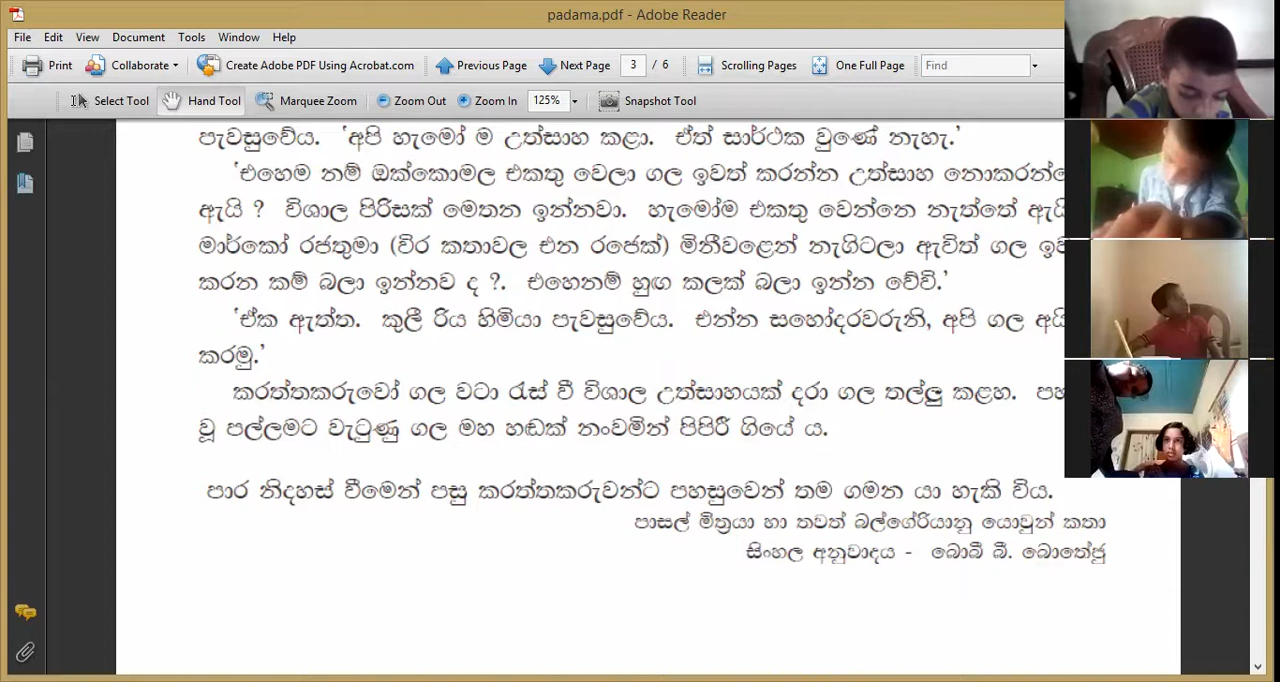 padama.pdf - Adobe Reader
File Edit View Document Tools Window Help
Print Collaborate Create Adobe PDF Using Acrobat.com Previous Page Next Page 3 / 6 Scrolling Pages One Full Page Find
Select Tool Hand Tool Marquee Zoom Zoom Out Zoom In 125% Snapshot Tool
පැවසුවේය. ‘අපි හැමෝ ම උත්සාහ කළා. ඒත් සාර්ථක වුණේ නැහැ.’
‘එහෙම නම් ඔක්කොමල එකතු වෙලා ගල ඉවත් කරන්න උත්සාහ
ඇයි ? විශාල පිරිසක් මෙතන ඉන්නවා. හැමෝම එකතු වෙන්නෙ නැත්තේ
මාර්කෝ රජතුමා (වීර කතාවල එන රජෙක්) මිනීවළෙන් නැගිටලා ඇවිත් ගල
කරන කම් බලා ඉන්නව ද ?. එහෙනම් හුඟ කලක් බලා ඉන්න වේවි.’
‘ඒක ඇත්ත. කුලී රිය හිමියා පැවසුවේය. එන්න සහෝදරවරුනි, අපි ගල
කරමු.’
කරත්තකරුවෝ ගල වටා රැස් වී විශාල උත්සාහයක් දරා ගල තල්ලු කළහ.
වූ පල්ලමට වැටුණු ගල මහ හඬක් නංවමින් පිපිරී ගියේ ය.
පාර නිදහස් වීමෙන් පසු කරත්තකරුවන්ට පහසුවෙන් තම ගමන යා හැකි විය.
පාසල් මිත්‍රයා හා තවත් බල්ගේරියානු යොවුන් කතා
සිංහල අනුවාදය - බොබී බී. බොතේජු